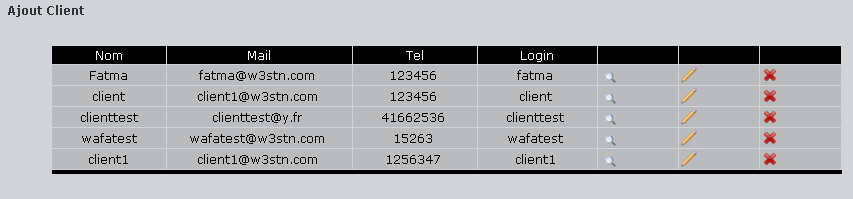 Ajout Client
Nom Mail Tel Login
Fatma fatma@w3stn.com 123456 fatma
client client1@w3stn.com 123456 client
clienttest clienttest@y.fr 41662536 clienttest
wafatest wafatest@w3stn.com 15263 wafatest
client1 client1@w3stn.com 1256347 client1